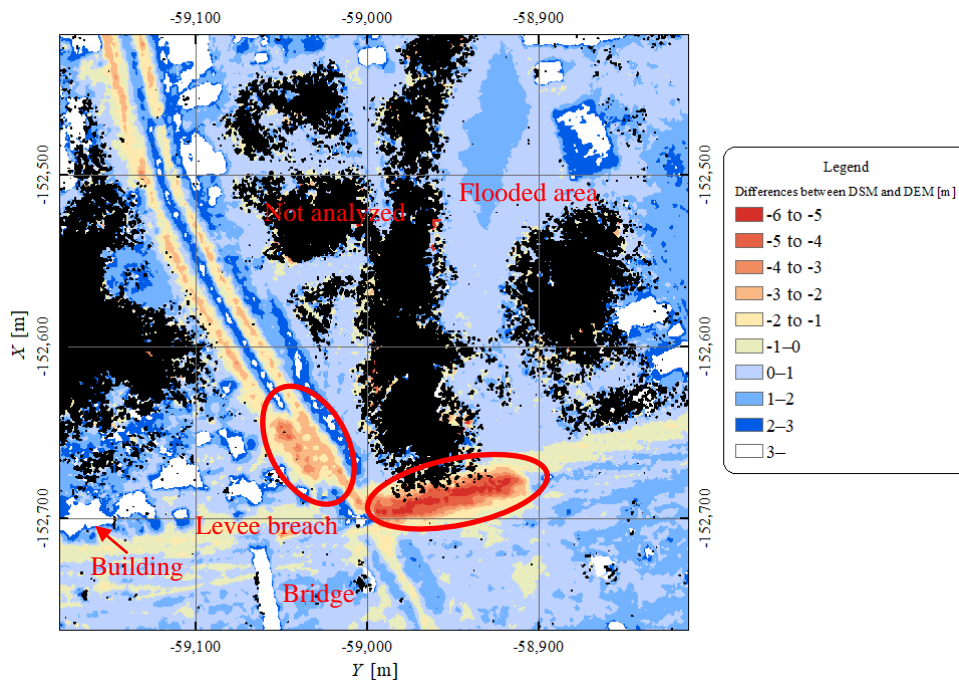 -59,100
-59,000
-58,900
-152,500
-152,500
Flooded area
Not analyzed
X [m]
-152,600
-152,600
-152,700
-152,700
Levee breach
Building
Bridge
-59,100
-59,000
-58,900
Y [m]
Legend
Differences between DSM and DEM [m]
-6 to -5
-5 to -4
-4 to -3
-3 to -2
-2 to -1
-1–0
0–1
1–2
2–3
3–